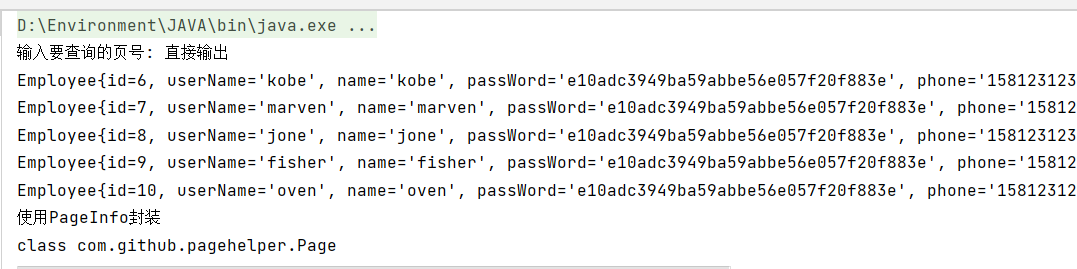 D:\Environment\JAVA\bin\java.exe ...
输入要查询的页号: 直接输出
Employee{id=6, userName='kobe', name='kobe', passWord='e10adc3949ba59abbe56e057f20f883e', phone='158123123
Employee{id=7, userName='marven', name='marven', passWord='e10adc3949ba59abbe56e057f20f883e', phone='15812
Employee{id=8, userName='jone', name='jone', passWord='e10adc3949ba59abbe56e057f20f883e', phone='158123123
Employee{id=9, userName='fisher', name='fisher', passWord='e10adc3949ba59abbe56e057f20f883e', phone='15812
Employee{id=10, userName='oven', name='oven', passWord='e10adc3949ba59abbe56e057f20f883e', phone='15812312
使用PageInfo封装
class com.github.pagehelper.Page